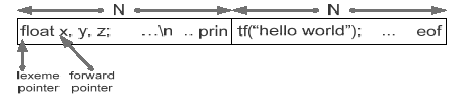 N N
float x, y, z; ...\n .. prin tf(“hello world”); ... eof
lexeme forward
pointer pointer